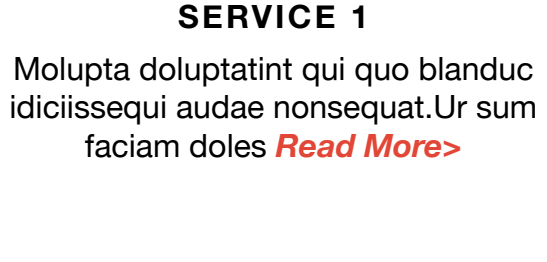 SERVICE 1
Molupta doluptatint qui quo blanduc
idiciissequi audae nonsequat.Ur sum
faciam doles Read More>